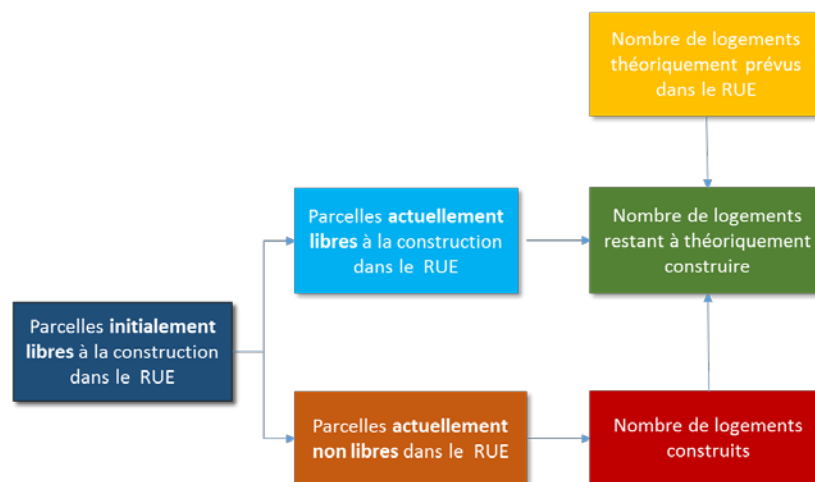 Nombre de logements
théoriquement prévus
dans le RUE
Parcelles actuellement
libres à la construction
dans le RUE
Nombre de logements
restant à théoriquement
construire
Parcelles initialement
libres à la construction
dans le RUE
Parcelles actuellement
non libres dans le RUE
Nombre de logements
construits